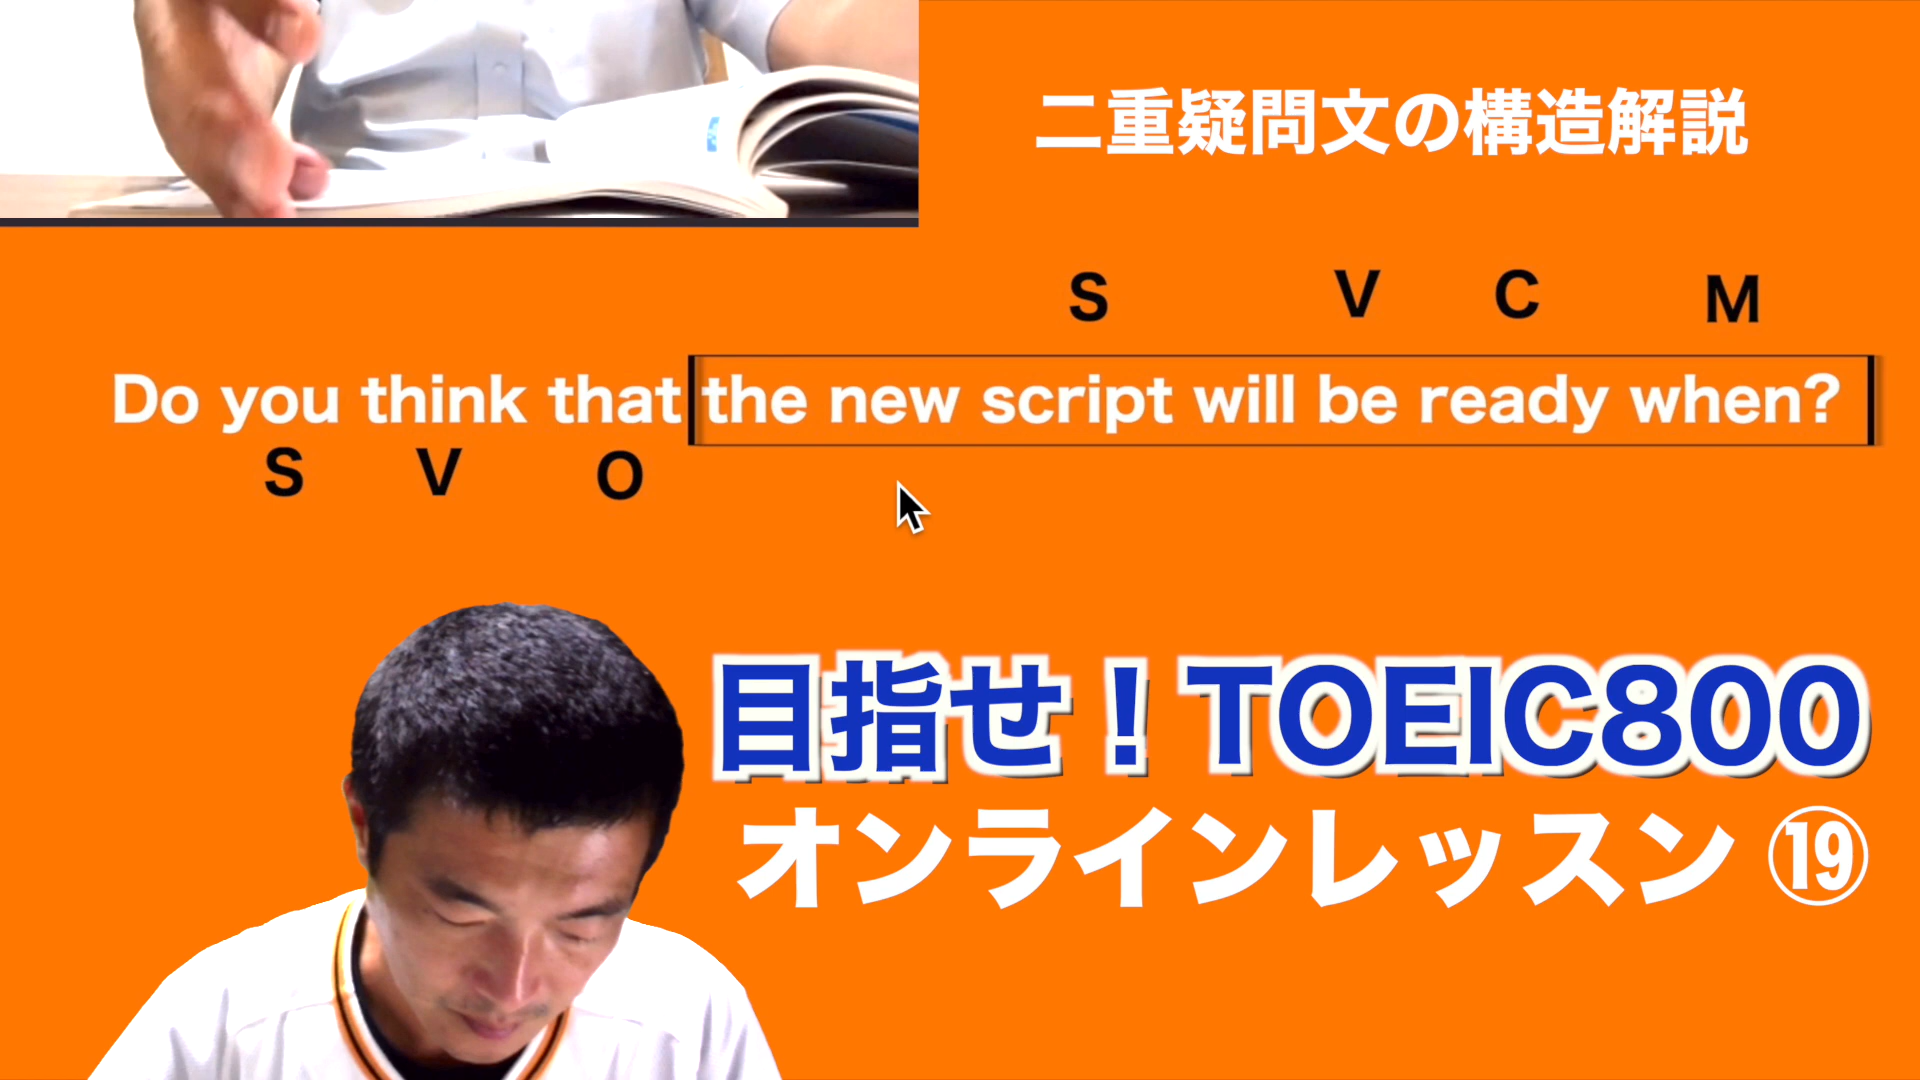 二重疑問文の構造解説
S V C M
Do you think that the new script will be ready when?
S V O
目指せ！TOEIC800
オンラインレッスン ⑲